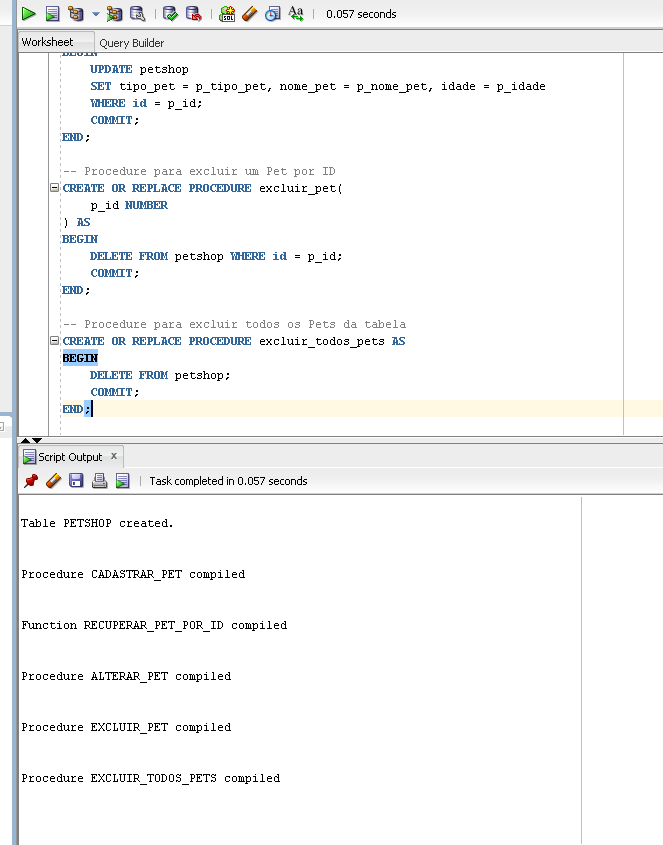 0.057 seconds
Worksheet Query Builder
BEGIN
UPDATE petshop
SET tipo_pet = p_tipo_pet, nome_pet = p_nome_pet, idade = p_idade
WHERE id = p_id;
COMMIT;
END;
-- Procedure para excluir um Pet por ID
CREATE OR REPLACE PROCEDURE excluir_pet(
p_id NUMBER
) AS
BEGIN
DELETE FROM petshop WHERE id = p_id;
COMMIT;
END;
-- Procedure para excluir todos os Pets da tabela
CREATE OR REPLACE PROCEDURE excluir_todos_pets AS
BEGIN
DELETE FROM petshop;
COMMIT;
END;
Script Output x
Task completed in 0.057 seconds
Table PETSHOP created.
Procedure CADASTRAR_PET compiled
Function RECUPERAR_PET_POR_ID compiled
Procedure ALTERAR_PET compiled
Procedure EXCLUIR_PET compiled
Procedure EXCLUIR_TODOS_PETS compiled